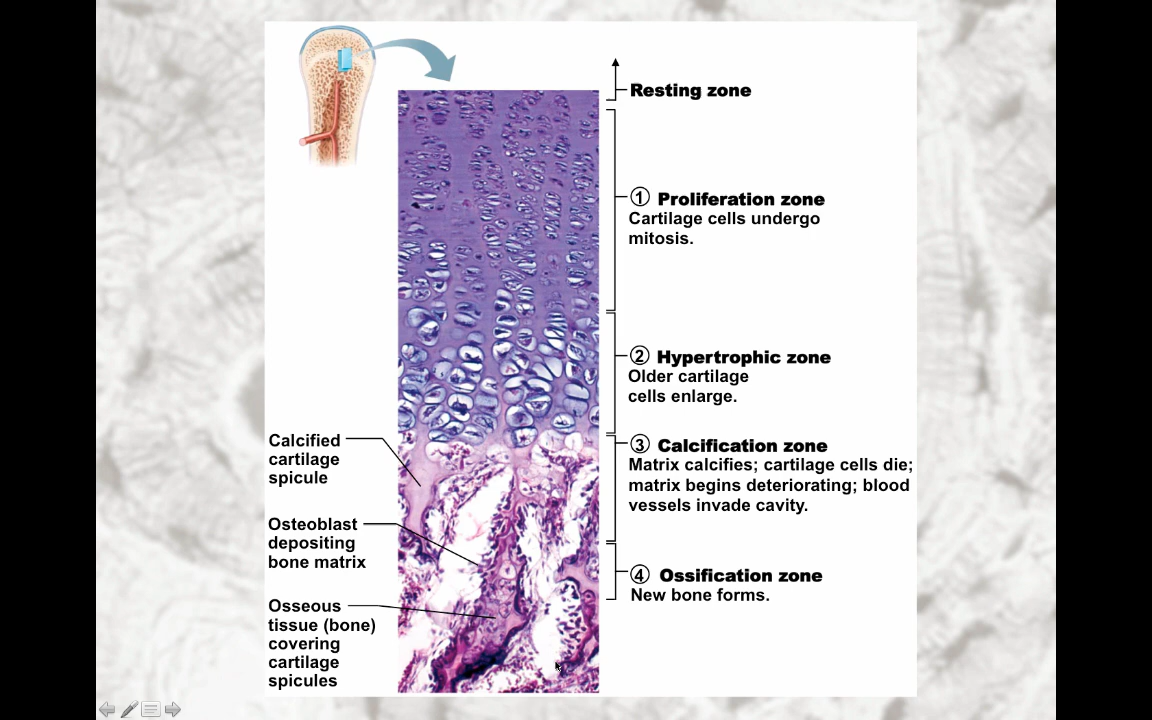 Resting zone
① Proliferation zone
Cartilage cells undergo
mitosis.
② Hypertrophic zone
Older cartilage
cells enlarge.
③ Calcification zone
Matrix calcifies; cartilage cells die;
matrix begins deteriorating; blood
vessels invade cavity.
④ Ossification zone
New bone forms.
Calcified
cartilage
spicule
Osteoblast
depositing
bone matrix
Osseous
tissue (bone)
covering
cartilage
spicules